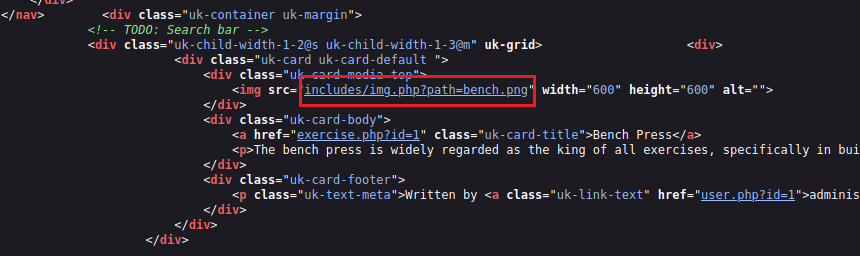 </div>
</nav>        <div class="uk-container uk-margin">
<!-- TODO: Search bar -->
<div class="uk-child-width-1-2@s uk-child-width-1-3@m" uk-grid>                    <div>
<div class="uk-card uk-card-default ">
<div class="uk-card-media-top">
<img src="includes/img.php?path=bench.png" width="600" height="600" alt="">
</div>
<div class="uk-card-body">
<a href="exercise.php?id=1" class="uk-card-title">Bench Press</a>
<p>The bench press is widely regarded as the king of all exercises, specifically in bui
</div>
<div class="uk-card-footer">
<p class="uk-text-meta">Written by <a class="uk-link-text" href="user.php?id=1">adminis
</div>
</div>
</div>